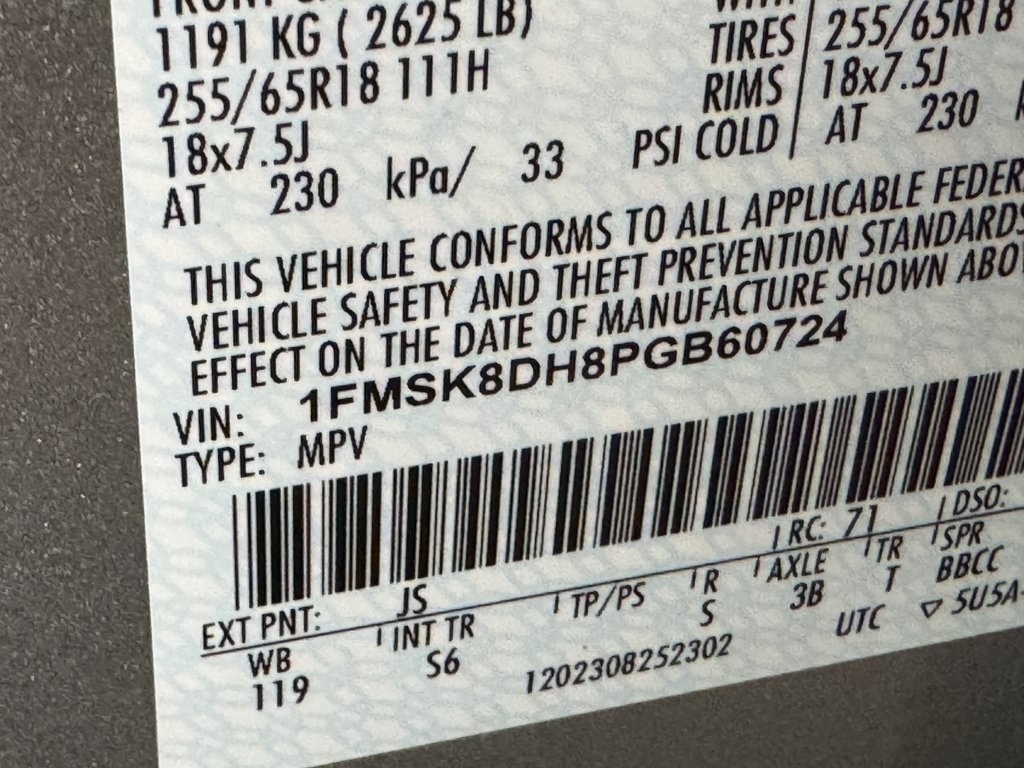 1191 KG ( 2625 LB)
255/65R18 111H
18x7.5J
AT 230 kPa/ 33 PSI COLD
TIRES 255/65R18
RIMS 18x7.5J
AT 230
THIS VEHICLE CONFORMS TO ALL APPLICABLE FEDER
VEHICLE SAFETY AND THEFT PREVENTION STANDARDS
EFFECT ON THE DATE OF MANUFACTURE SHOWN ABO
VIN: 1FMSK8DH8PGB60724
TYPE: MPV
EXT PNT: JS RC: 71 DSO:
WB INT TR TP/PS R AXLE TR SPR
119 S6 S 3B T BBCC
1202308252302 UTC ▽ 5U5A-